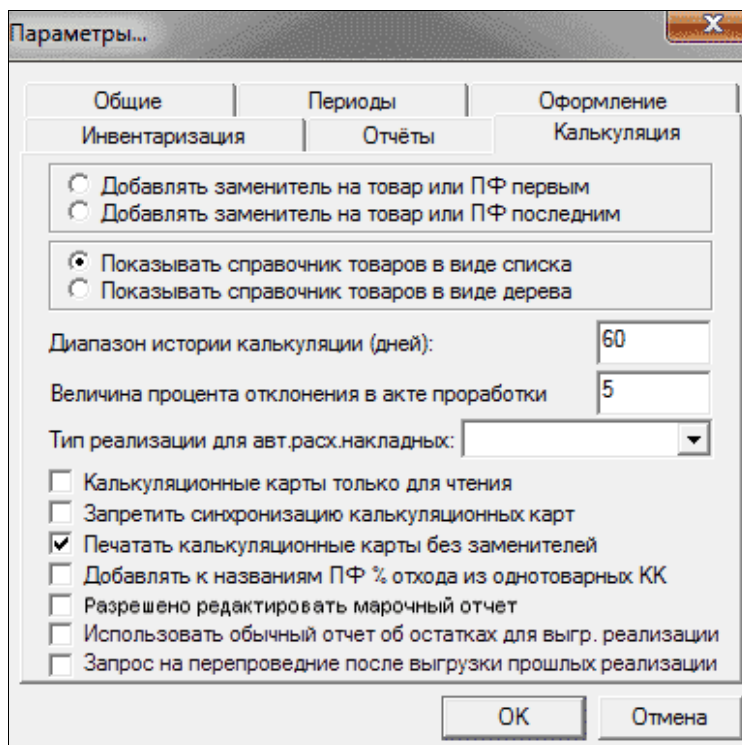 Параметры...
Общие Периоды Оформление
Инвентаризация Отчёты Калькуляция
Добавлять заменитель на товар или ПФ первым
Добавлять заменитель на товар или ПФ последним
Показывать справочник товаров в виде списка
Показывать справочник товаров в виде дерева
Диапазон истории калькуляции (дней): 60
Величина процента отклонения в акте проработки 5
Тип реализации для авт.расх.накладных:
Калькуляционные карты только для чтения
Запретить синхронизацию калькуляционных карт
Печатать калькуляционные карты без заменителей
Добавлять к названиям ПФ % отхода из однотоварных КК
Разрешено редактировать марочный отчет
Использовать обычный отчет об остатках для выгр. реализации
Запрос на перепроведние после выгрузки прошлых реализации
OK Отмена